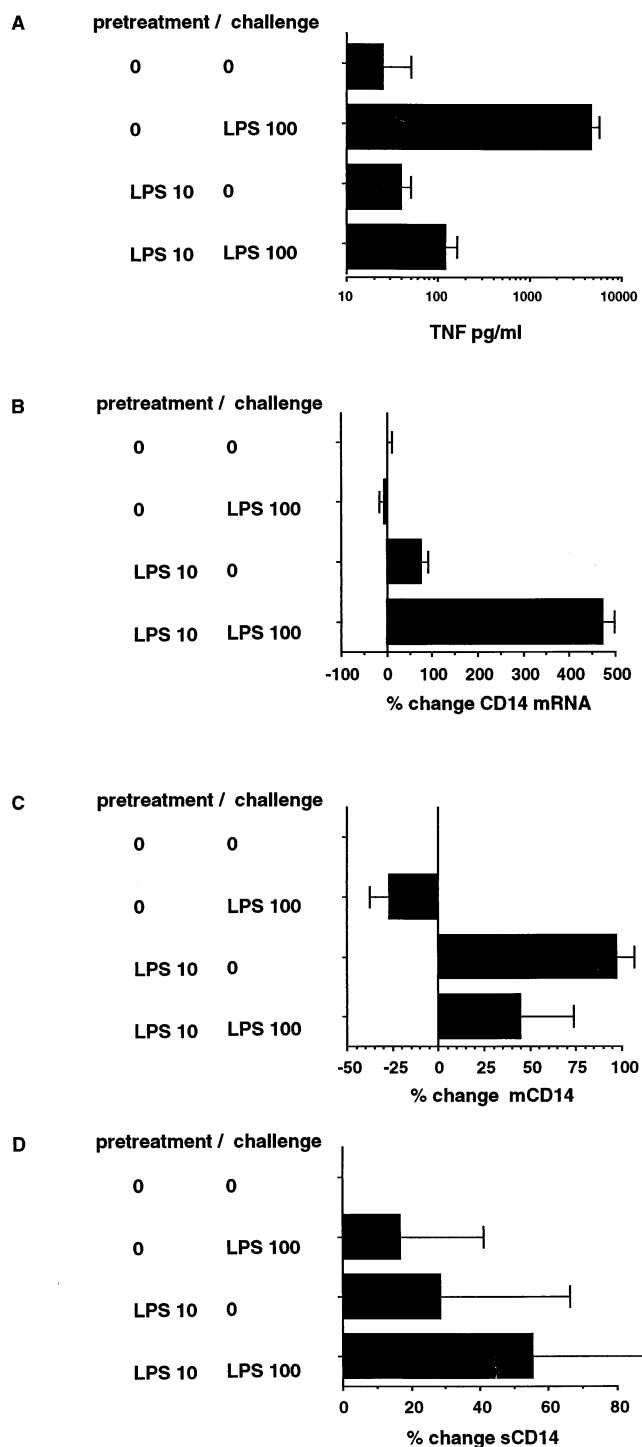 A pretreatment / challenge
0 0
0 LPS 100
LPS 10 0
LPS 10 LPS 100
10 100 1000 10000
TNF pg/ml
B pretreatment / challenge
0 0
0 LPS 100
LPS 10 0
LPS 10 LPS 100
-100 0 100 200 300 400 500
% change CD14 mRNA
C pretreatment / challenge
0 0
0 LPS 100
LPS 10 0
LPS 10 LPS 100
-50 -25 0 25 50 75 100
% change mCD14
D pretreatment / challenge
0 0
0 LPS 100
LPS 10 0
LPS 10 LPS 100
0 20 40 60 80
% change sCD14